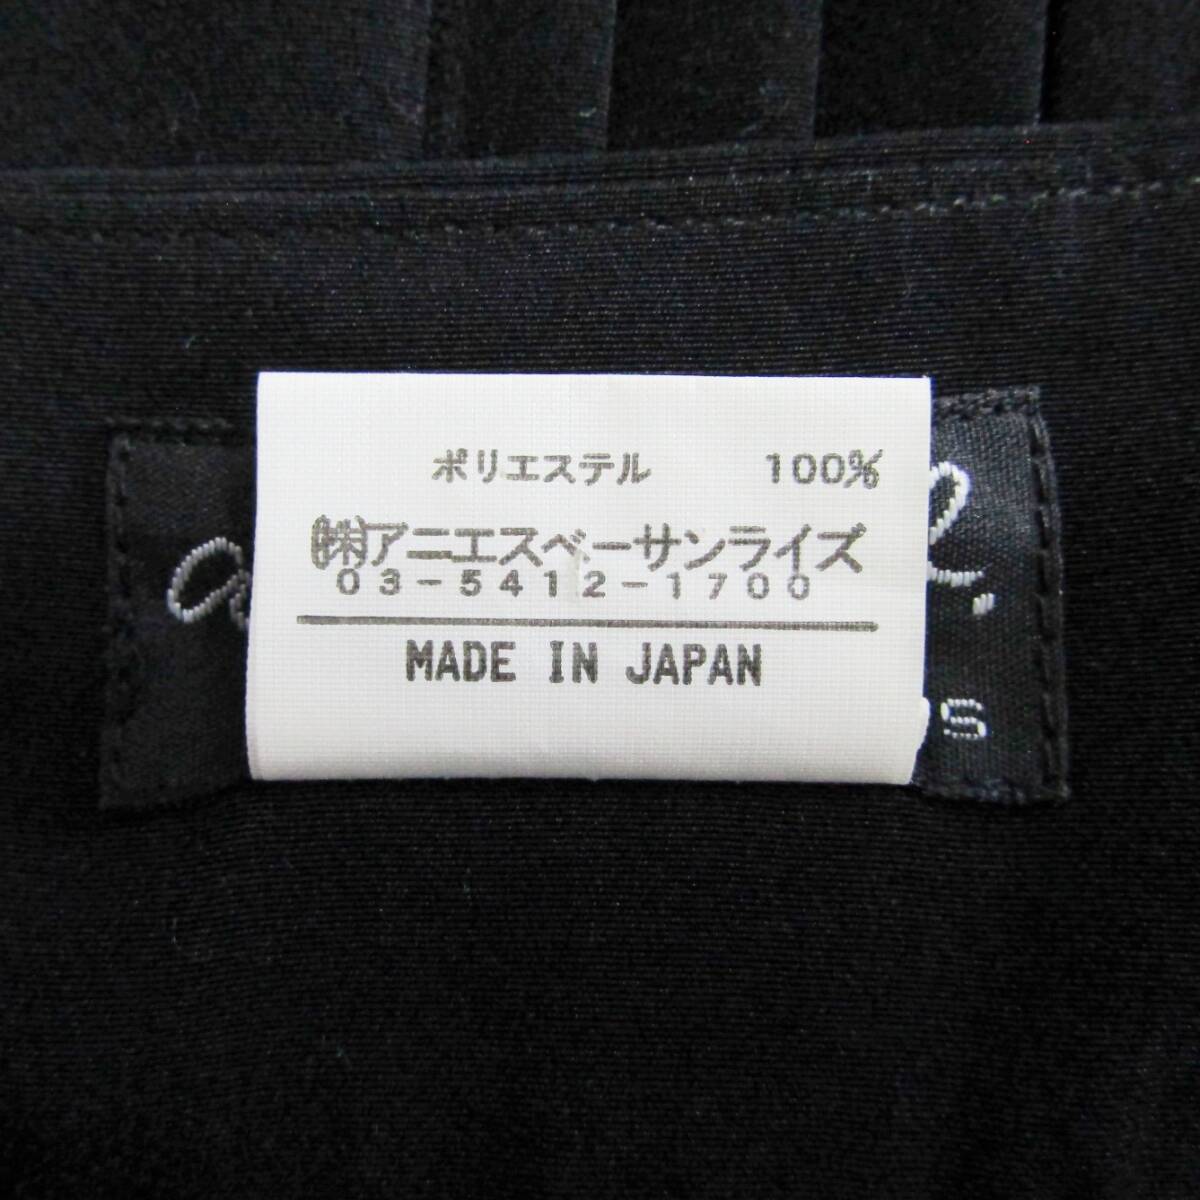 ポリエステル 100%
(株)アニエスベーサンライズ
03-5412-1700
MADE IN JAPAN